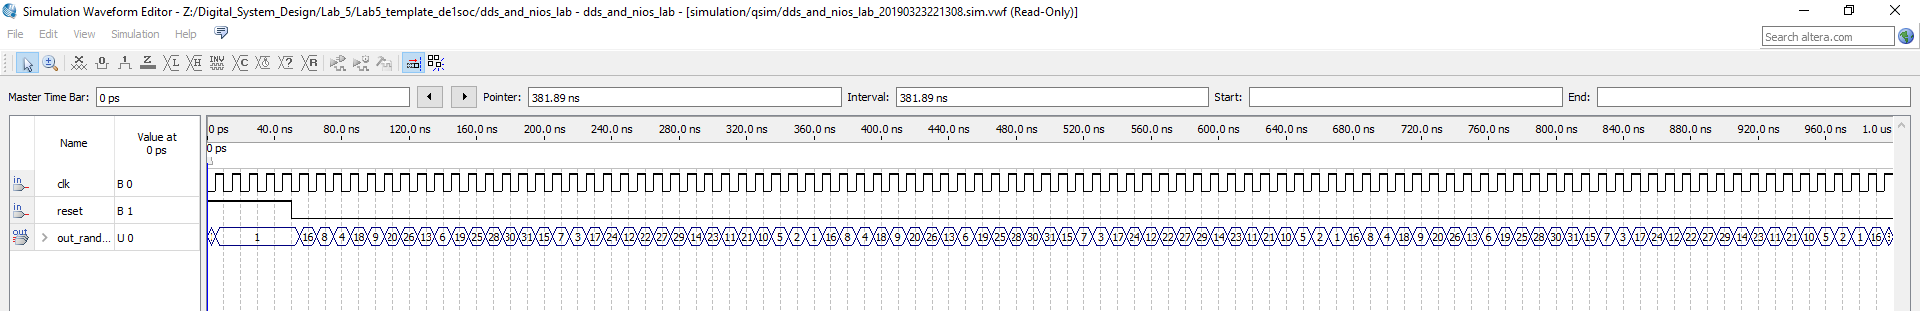 Simulation Waveform Editor - Z:/Digital_System_Design/Lab_5/Lab5_template_de1soc/dds_and_nios_lab - dds_and_nios_lab - [simulation/qsim/dds_and_nios_lab_20190323221308.sim.vwf (Read-Only)]
File Edit View Simulation Help
Search altera.com
Master Time Bar: 0 ps Pointer: 381.89 ns Interval: 381.89 ns Start: End:
Name Value at 0 ps
0 ps 40.0 ns 80.0 ns 120.0 ns 160.0 ns 200.0 ns 240.0 ns 280.0 ns 320.0 ns 360.0 ns 400.0 ns 440.0 ns 480.0 ns 520.0 ns 560.0 ns 600.0 ns 640.0 ns 680.0 ns 720.0 ns 760.0 ns 800.0 ns 840.0 ns 880.0 ns 920.0 ns 960.0 ns 1.0 us
0 ps
in clk B 0
in reset B 1
out out_rand... U 0 1 16 8 4 18 9 20 26 13 6 19 25 28 30 31 15 7 3 17 24 12 22 27 29 14 23 11 21 10 5 2 1 16 8 4 18 9 20 26 13 6 19 25 28 30 31 15 7 3 17 24 12 22 27 29 14 23 11 21 10 5 2 1 16 8 4 18 9 20 26 13 6 19 25 28 30 31 15 7 3 17 24 12 22 27 29 14 23 11 21 10 5 2 1 16